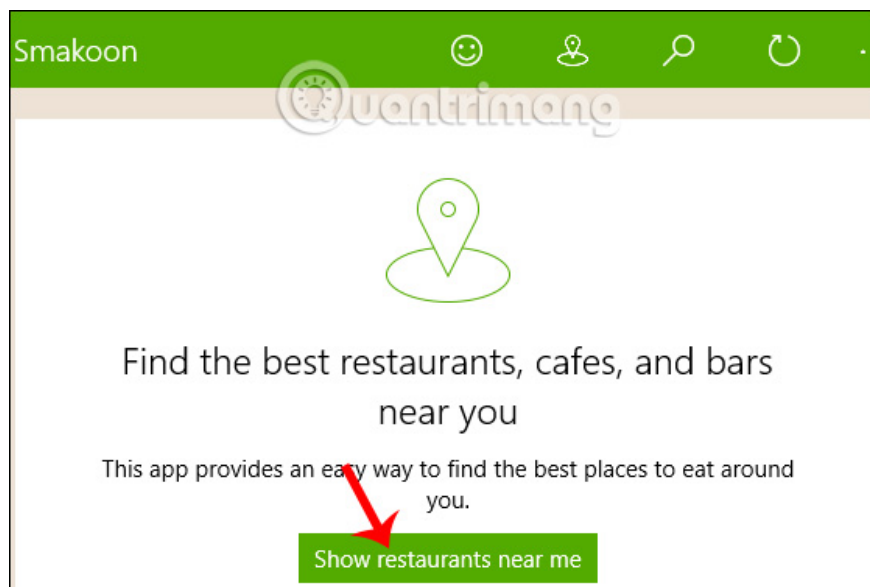 Smakoon
Quantrimang
Find the best restaurants, cafes, and bars
near you
This app provides an easy way to find the best places to eat around
you.
Show restaurants near me